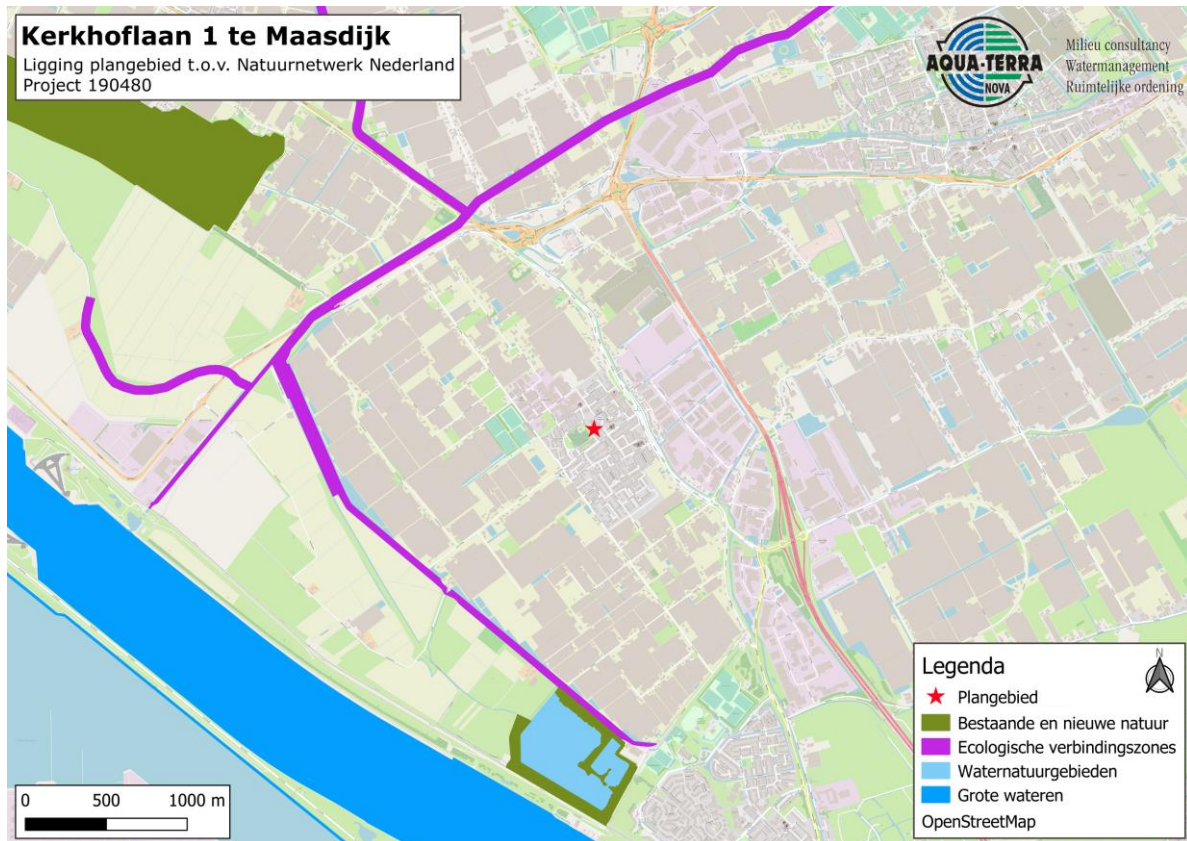 Kerkhoflaan 1 te Maasdijk
Ligging plangebied t.o.v. Natuurnetwerk Nederland
Project 190480
AQUA-TERRA
NOVA
Milieu consultancy
Watermanagement
Ruimtelijke ordening
Legenda
N
Plangebied
Bestaande en nieuwe natuur
Ecologische verbindingszones
Waternatuurgebieden
Grote wateren
OpenStreetMap
0 500 1000 m